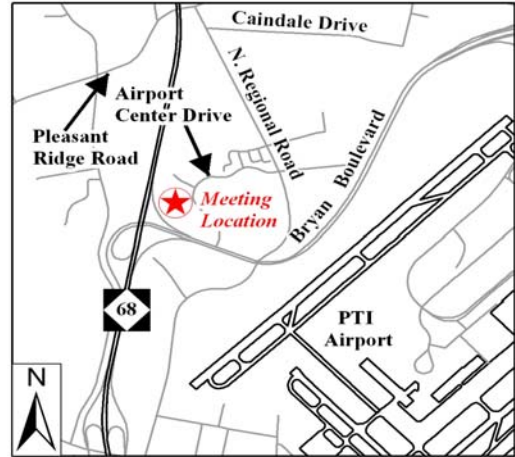 Caindale Drive
N. Regional Road
Airport
Center Drive
Pleasant
Ridge Road
Meeting
Location
Bryan Boulevard
68
PTI
Airport
N